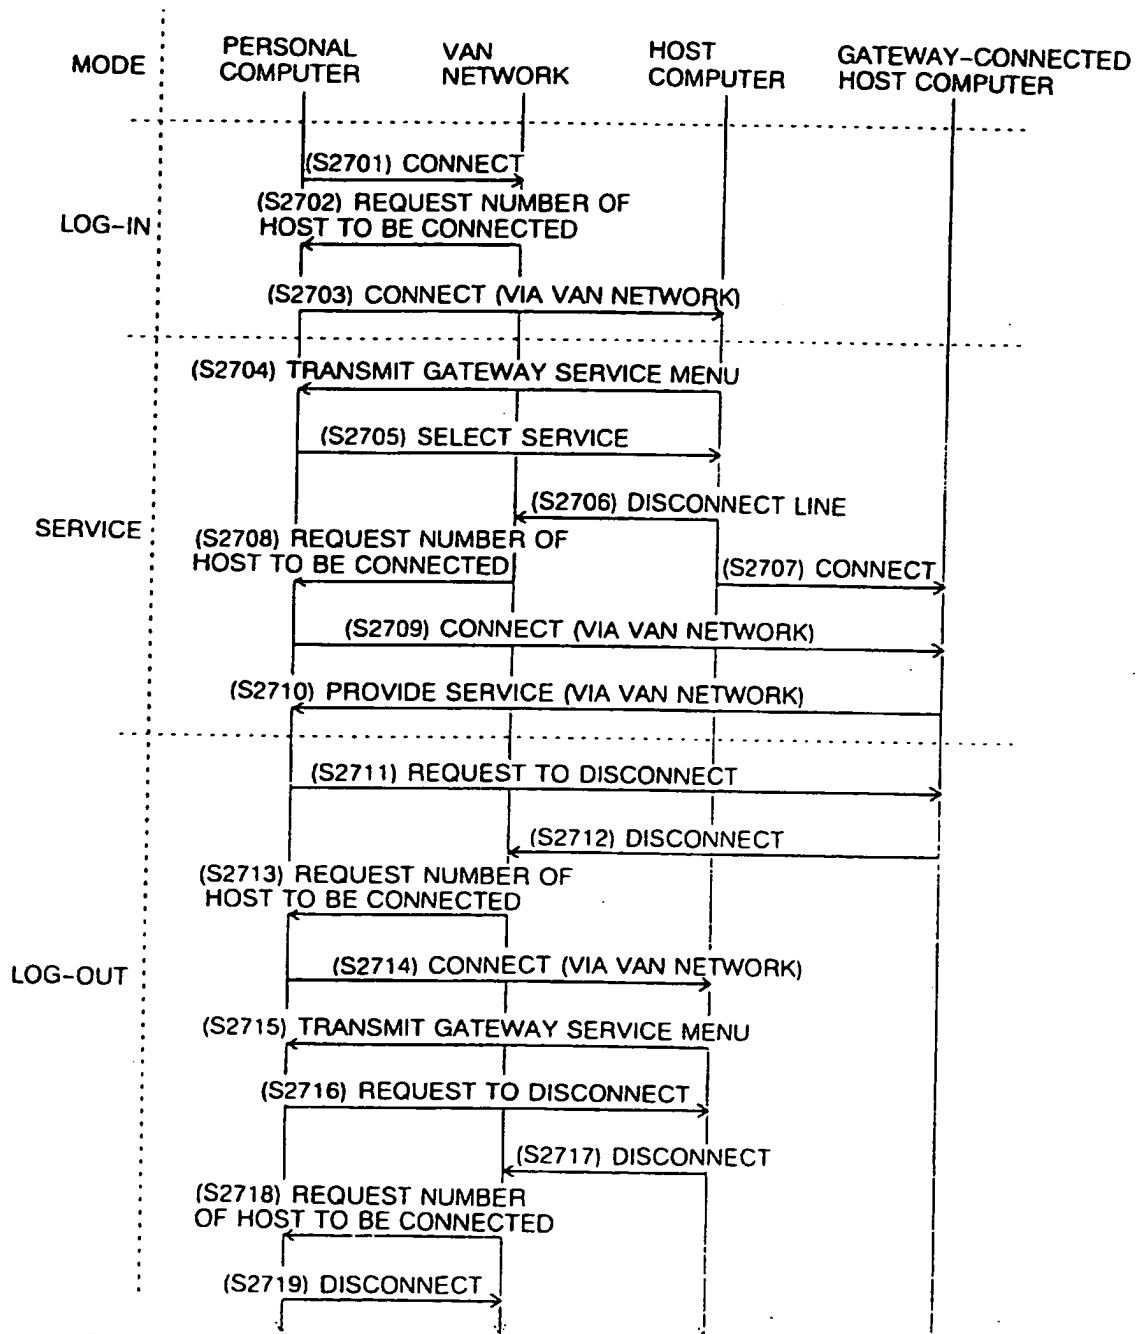 MODE
PERSONAL
COMPUTER
VAN
NETWORK
HOST
COMPUTER
GATEWAY-CONNECTED
HOST COMPUTER
LOG-IN
(S2701) CONNECT
(S2702) REQUEST NUMBER OF
HOST TO BE CONNECTED
(S2703) CONNECT (VIA VAN NETWORK)
SERVICE
(S2704) TRANSMIT GATEWAY SERVICE MENU
(S2705) SELECT SERVICE
(S2706) DISCONNECT LINE
(S2708) REQUEST NUMBER OF
HOST TO BE CONNECTED
(S2707) CONNECT
(S2709) CONNECT (VIA VAN NETWORK)
(S2710) PROVIDE SERVICE (VIA VAN NETWORK)
LOG-OUT
(S2711) REQUEST TO DISCONNECT
(S2712) DISCONNECT
(S2713) REQUEST NUMBER OF
HOST TO BE CONNECTED
(S2714) CONNECT (VIA VAN NETWORK)
(S2715) TRANSMIT GATEWAY SERVICE MENU
(S2716) REQUEST TO DISCONNECT
(S2717) DISCONNECT
(S2718) REQUEST NUMBER
OF HOST TO BE CONNECTED
(S2719) DISCONNECT